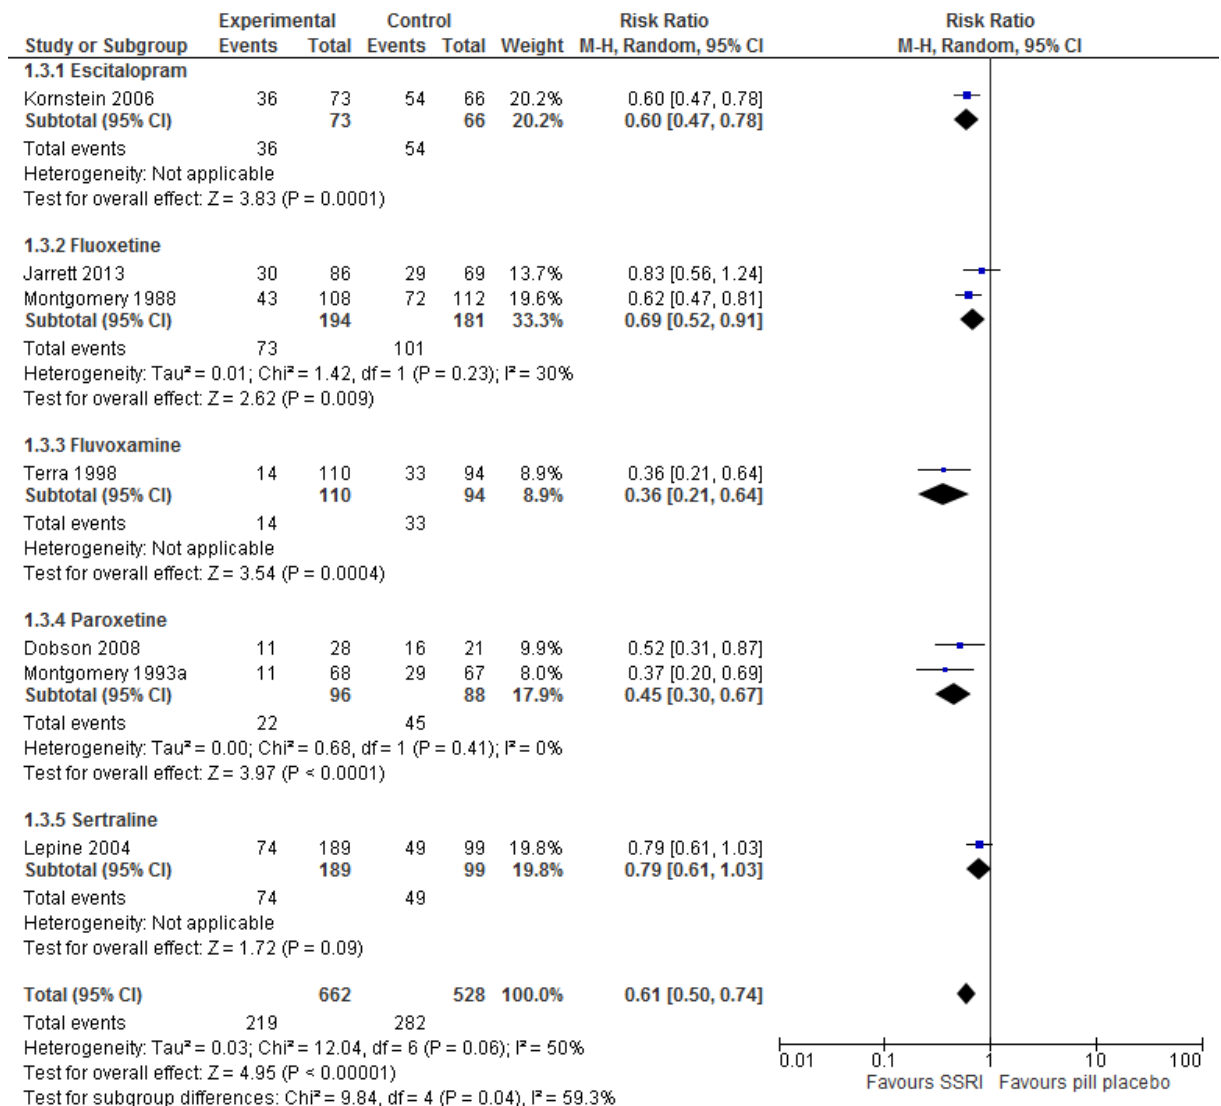 Experimental Control Risk Ratio Risk Ratio
Study or Subgroup Events Total Events Total Weight M-H, Random, 95% CI M-H, Random, 95% CI
1.3.1 Escitalopram
Kornstein 2006 36 73 54 66 20.2% 0.60 [0.47, 0.78]
Subtotal (95% CI) 73 66 20.2% 0.60 [0.47, 0.78]
Total events 36 54
Heterogeneity: Not applicable
Test for overall effect: Z = 3.83 (P = 0.0001)
1.3.2 Fluoxetine
Jarrett 2013 30 86 29 69 13.7% 0.83 [0.56, 1.24]
Montgomery 1988 43 108 72 112 19.6% 0.62 [0.47, 0.81]
Subtotal (95% CI) 194 181 33.3% 0.69 [0.52, 0.91]
Total events 73 101
Heterogeneity: Tau² = 0.01; Chi² = 1.42, df = 1 (P = 0.23); I² = 30%
Test for overall effect: Z = 2.62 (P = 0.009)
1.3.3 Fluvoxamine
Terra 1998 14 110 33 94 8.9% 0.36 [0.21, 0.64]
Subtotal (95% CI) 110 94 8.9% 0.36 [0.21, 0.64]
Total events 14 33
Heterogeneity: Not applicable
Test for overall effect: Z = 3.54 (P = 0.0004)
1.3.4 Paroxetine
Dobson 2008 11 28 16 21 9.9% 0.52 [0.31, 0.87]
Montgomery 1993a 11 68 29 67 8.0% 0.37 [0.20, 0.69]
Subtotal (95% CI) 96 88 17.9% 0.45 [0.30, 0.67]
Total events 22 45
Heterogeneity: Tau² = 0.00; Chi² = 0.68, df = 1 (P = 0.41); I² = 0%
Test for overall effect: Z = 3.97 (P < 0.0001)
1.3.5 Sertraline
Lepine 2004 74 189 49 99 19.8% 0.79 [0.61, 1.03]
Subtotal (95% CI) 189 99 19.8% 0.79 [0.61, 1.03]
Total events 74 49
Heterogeneity: Not applicable
Test for overall effect: Z = 1.72 (P = 0.09)
Total (95% CI) 662 528 100.0% 0.61 [0.50, 0.74]
Total events 219 282
Heterogeneity: Tau² = 0.03; Chi² = 12.04, df = 6 (P = 0.06); I² = 50%
Test for overall effect: Z = 4.95 (P < 0.00001)
Test for subgroup differences: Chi² = 9.84, df = 4 (P = 0.04), I² = 59.3%
0.01 0.1 1 10 100
Favours SSRI Favours pill placebo